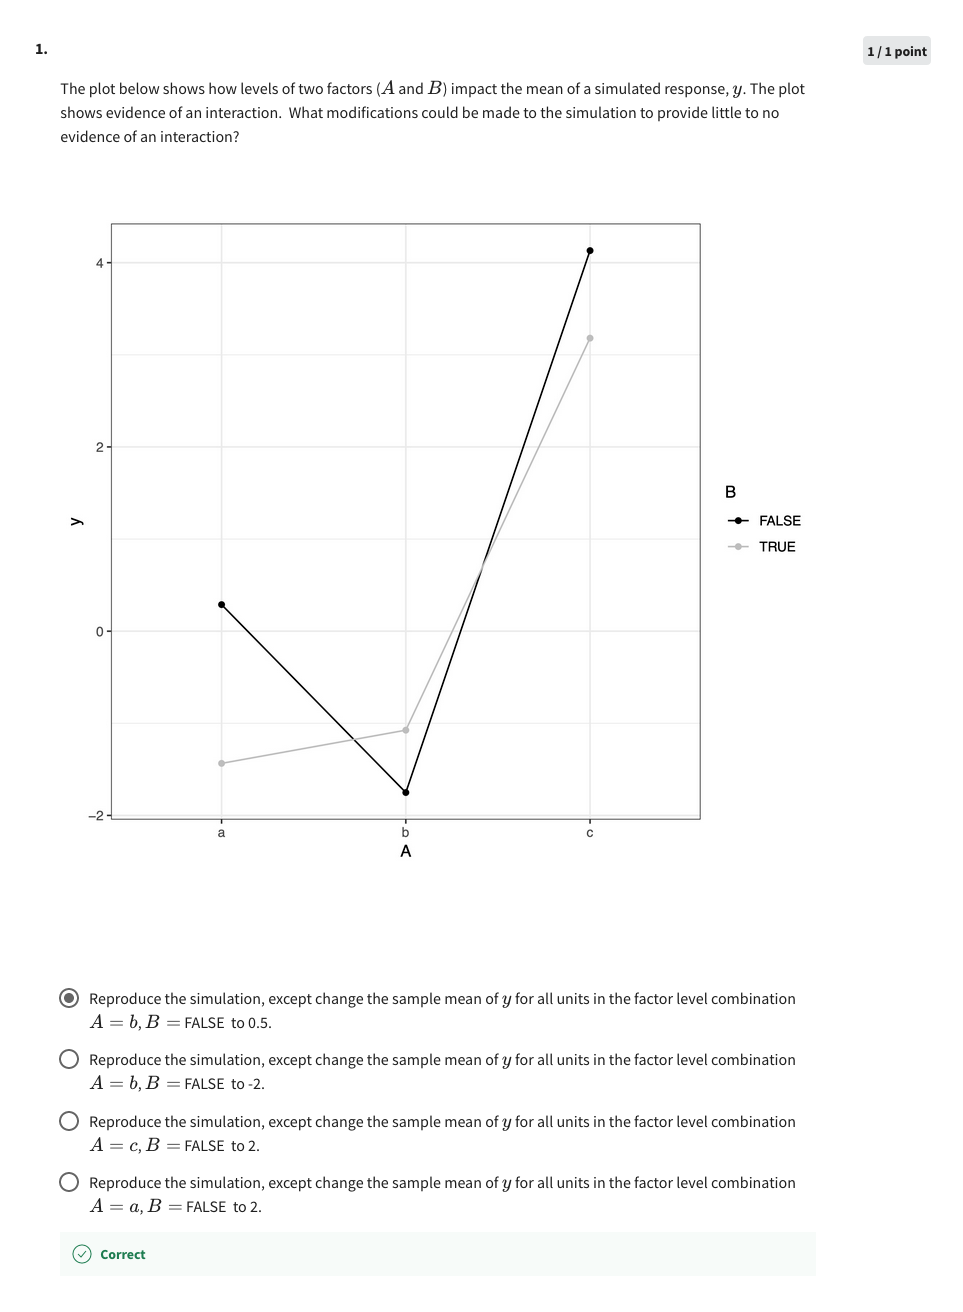 1.
1 / 1 point
The plot below shows how levels of two factors (A and B) impact the mean of a simulated response, y. The plot
shows evidence of an interaction. What modifications could be made to the simulation to provide little to no
evidence of an interaction?
4
2
0
−2
y
a b c
A
B
FALSE
TRUE
Reproduce the simulation, except change the sample mean of y for all units in the factor level combination
A = b, B = FALSE to 0.5.
Reproduce the simulation, except change the sample mean of y for all units in the factor level combination
A = b, B = FALSE to -2.
Reproduce the simulation, except change the sample mean of y for all units in the factor level combination
A = c, B = FALSE to 2.
Reproduce the simulation, except change the sample mean of y for all units in the factor level combination
A = a, B = FALSE to 2.
Correct